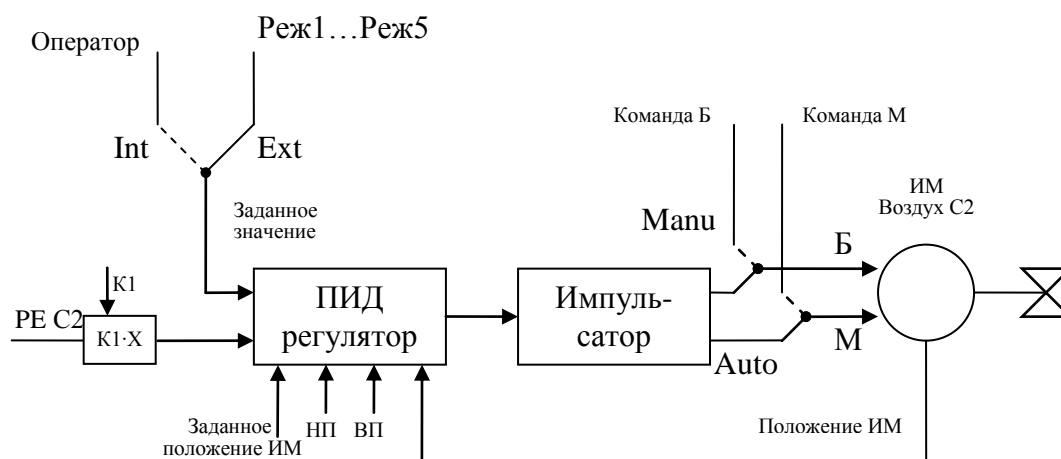 Реж1…Реж5
Оператор
Команда Б
Команда М
Int
Ext
ИМ
Воздух С2
Заданное
значение
Manu
Б
К1
РЕ С2
К1·Х
ПИД
регулятор
Импуль-
сатор
М
Auto
Заданное
положение ИМ
НП
ВП
Положение ИМ